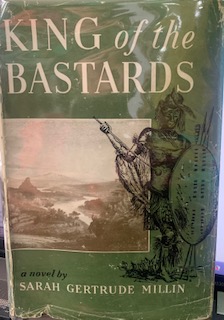 KING of the
BASTARDS
a novel by
SARAH GERTRUDE MILLIN